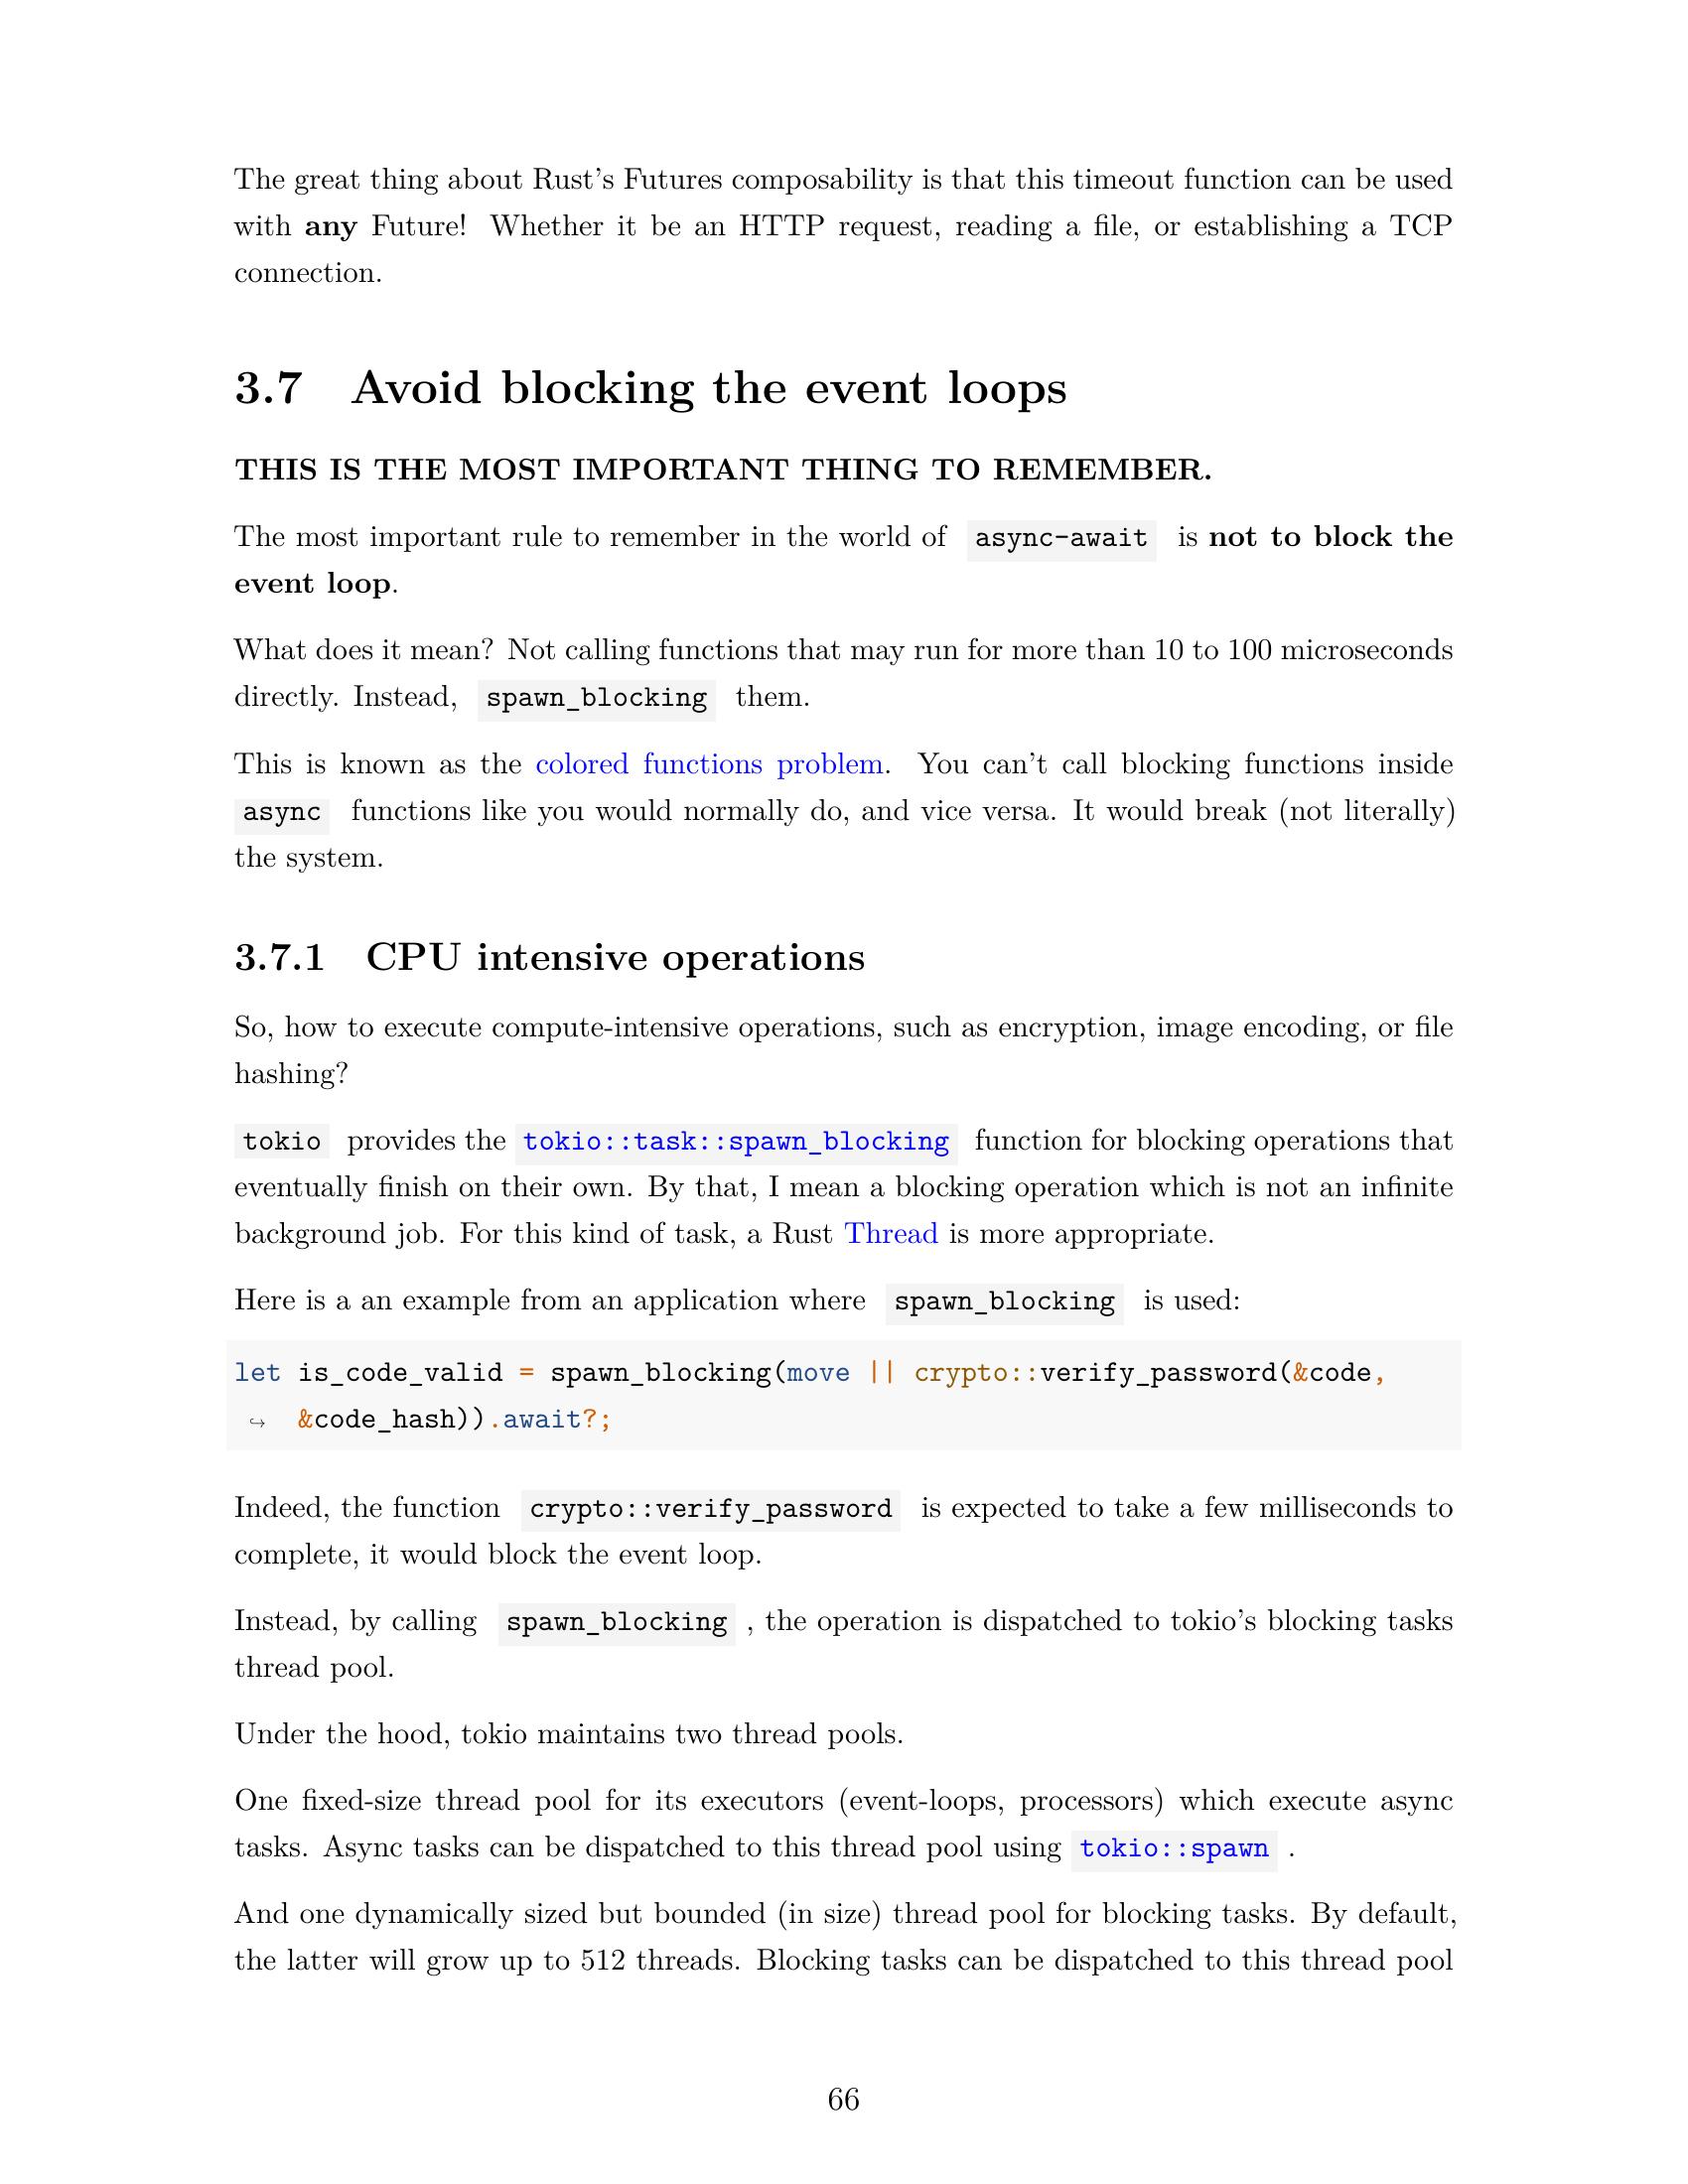 The great thing about Rust's Futures composability is that this timeout function can be used
with any Future! Whether it be an HTTP request, reading a file, or establishing a TCP
connection.
3.7 Avoid blocking the event loops
THIS IS THE MOST IMPORTANT THING TO REMEMBER.
The most important rule to remember in the world of async-await is not to block the
event loop.
What does it mean? Not calling functions that may run for more than 10 to 100 microseconds
directly. Instead, spawn_blocking them.
This is known as the colored functions problem. You can't call blocking functions inside
async functions like you would normally do, and vice versa. It would break (not literally)
the system.
3.7.1 CPU intensive operations
So, how to execute compute-intensive operations, such as encryption, image encoding, or file
hashing?
tokio provides the tokio::task::spawn_blocking function for blocking operations that
eventually finish on their own. By that, I mean a blocking operation which is not an infinite
background job. For this kind of task, a Rust Thread is more appropriate.
Here is a an example from an application where spawn_blocking is used:
let is_code_valid = spawn_blocking(move || crypto::verify_password(&code,
↪ &code_hash)).await?;
Indeed, the function crypto::verify_password is expected to take a few milliseconds to
complete, it would block the event loop.
Instead, by calling spawn_blocking , the operation is dispatched to tokio's blocking tasks
thread pool.
Under the hood, tokio maintains two thread pools.
One fixed-size thread pool for its executors (event-loops, processors) which execute async
tasks. Async tasks can be dispatched to this thread pool using tokio::spawn .
And one dynamically sized but bounded (in size) thread pool for blocking tasks. By default,
the latter will grow up to 512 threads. Blocking tasks can be dispatched to this thread pool
66